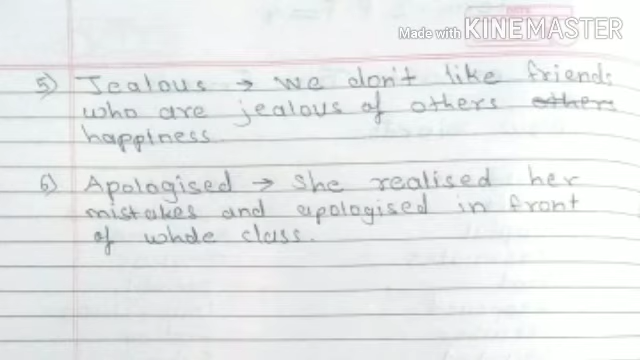 Made with KINEMASTER
5) Jealous → We don't like friends
who are jealous of others
happiness
6) Apologised → She realised her
mistakes and apologised in front
of whole class.